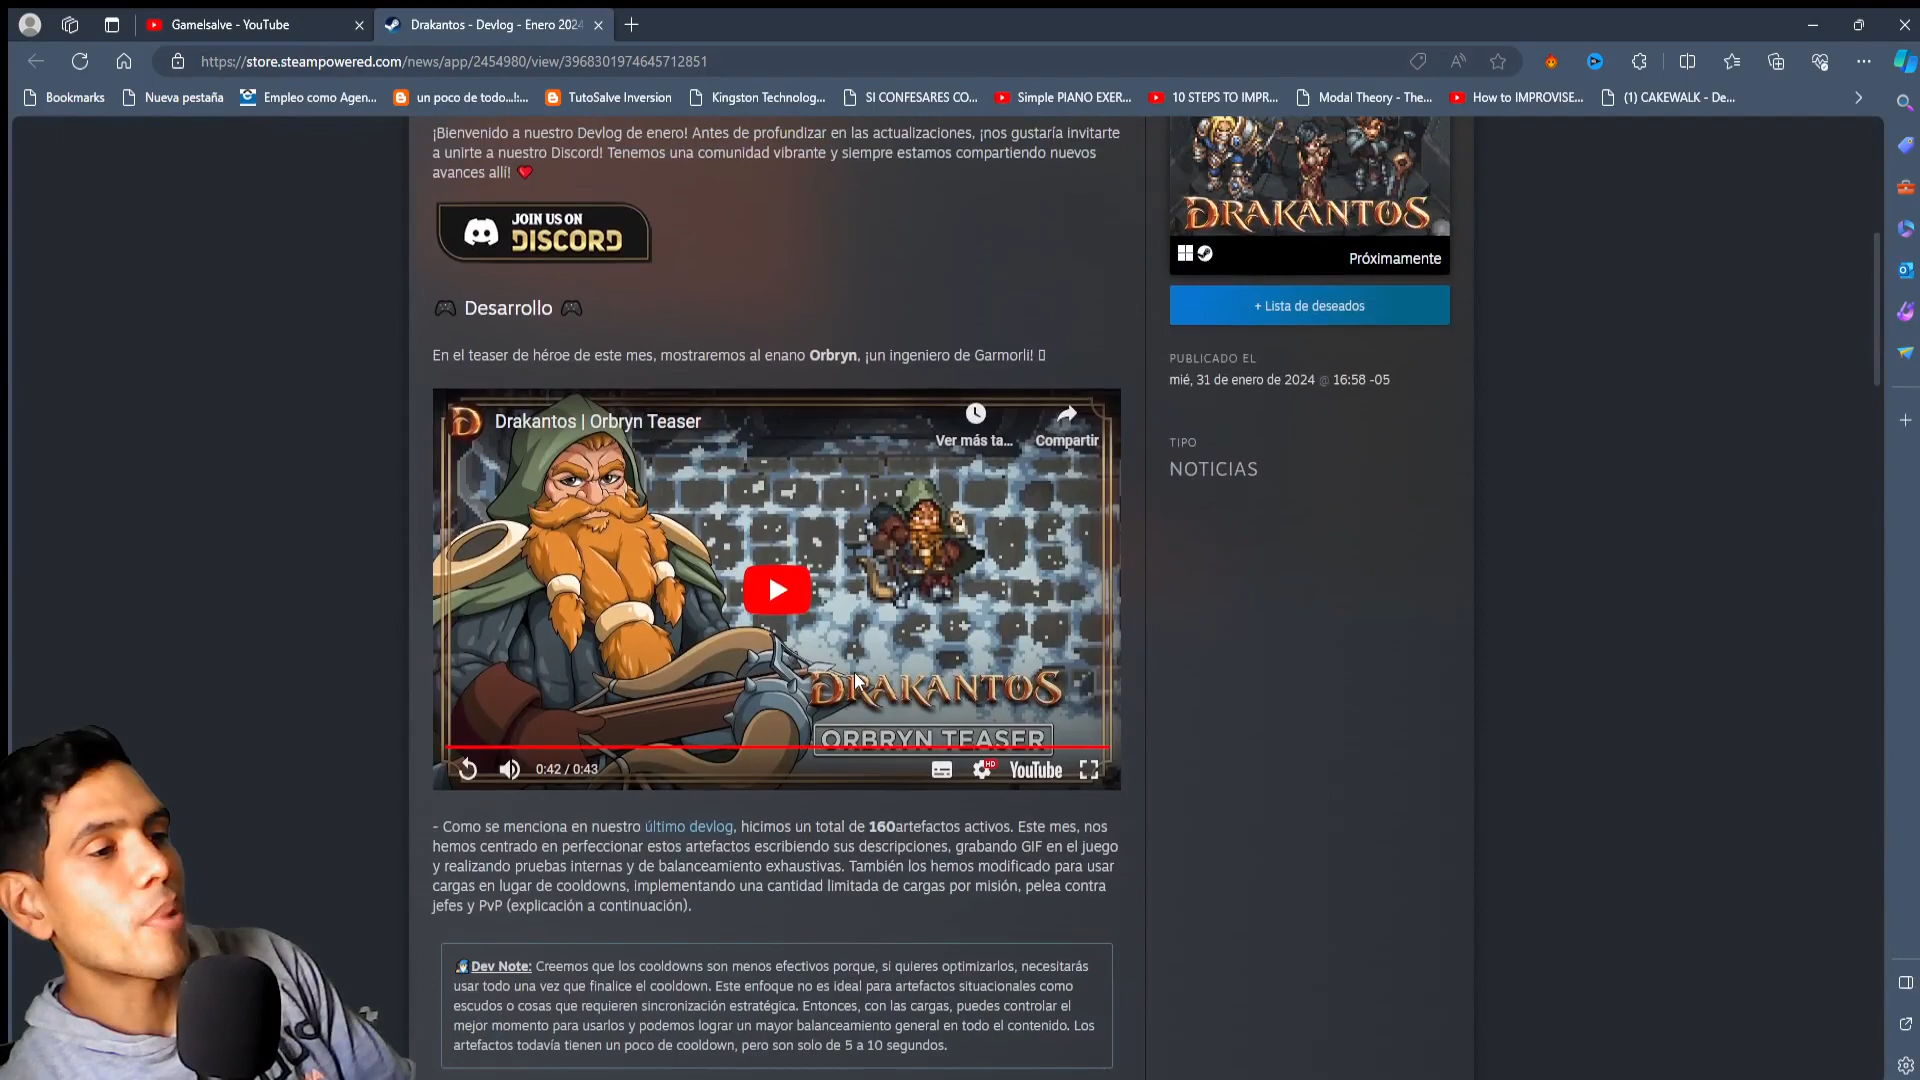 Gamelsalve - YouTube
Drakantos - Devlog - Enero 2024
https://store.steampowered.com/news/app/2454980/view/3968301974645712851
Bookmarks
Nueva pestaña
Empleo como Agen...
un poco de todo...!:...
TutoSalve Inversion
Kingston Technolog...
SI CONFESARES CO...
Simple PIANO EXER...
10 STEPS TO IMPR...
Modal Theory - The...
How to IMPROVISE...
(1) CAKEWALK - De...
¡Bienvenido a nuestro Devlog de enero! Antes de profundizar en las actualizaciones, ¡nos gustaría invitarte
a unirte a nuestro Discord! Tenemos una comunidad vibrante y siempre estamos compartiendo nuevos
avances allí! ❤️
JOIN US ON
DISCORD
Desarrollo
En el teaser de héroe de este mes, mostraremos al enano Orbryn, ¡un ingeniero de Garmorli!
Drakantos | Orbryn Teaser
Ver más ta...
Compartir
DRAKANTOS
ORBRYN TEASER
0:42 / 0:43
HD
YouTube
- Como se menciona en nuestro último devlog, hicimos un total de 160artefactos activos. Este mes, nos
hemos centrado en perfeccionar estos artefactos escribiendo sus descripciones, grabando GIF en el juego
y realizando pruebas internas y de balanceamiento exhaustivas. También los hemos modificado para usar
cargas en lugar de cooldowns, implementando una cantidad limitada de cargas por misión, pelea contra
jefes y PvP (explicación a continuación).
Dev Note: Creemos que los cooldowns son menos efectivos porque, si quieres optimizarlos, necesitarás
usar todo una vez que finalice el cooldown. Este enfoque no es ideal para artefactos situacionales como
escudos o cosas que requieren sincronización estratégica. Entonces, con las cargas, puedes controlar el
mejor momento para usarlos y podemos lograr un mayor balanceamiento general en todo el contenido. Los
artefactos todavía tienen un poco de cooldown, pero son solo de 5 a 10 segundos.
DRAKANTOS
Próximamente
+ Lista de deseados
PUBLICADO EL
mié, 31 de enero de 2024 @ 16:58 -05
TIPO
NOTICIAS